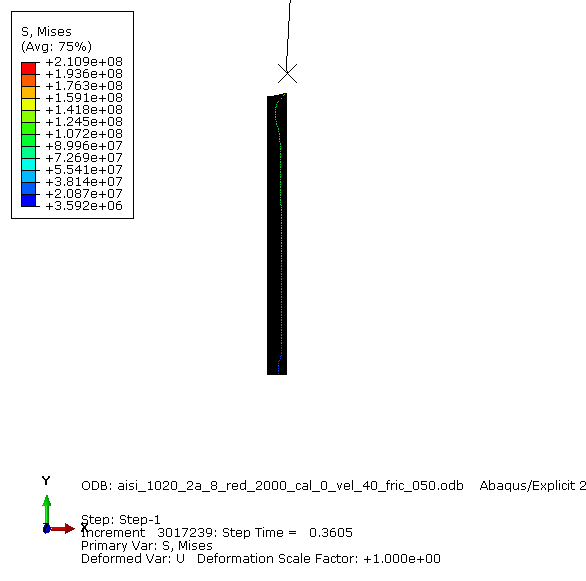 S, Mises
(Avg: 75%)
+2.109e+08
+1.936e+08
+1.763e+08
+1.591e+08
+1.418e+08
+1.245e+08
+1.072e+08
+8.996e+07
+7.269e+07
+5.541e+07
+3.814e+07
+2.087e+07
+3.592e+06
Y
X
ODB: aisi_1020_2a_8_red_2000_cal_0_vel_40_fric_050.odb Abaqus/Explicit 2
Step: Step-1
Increment 3017239: Step Time = 0.3605
Primary Var: S, Mises
Deformed Var: U Deformation Scale Factor: +1.000e+00